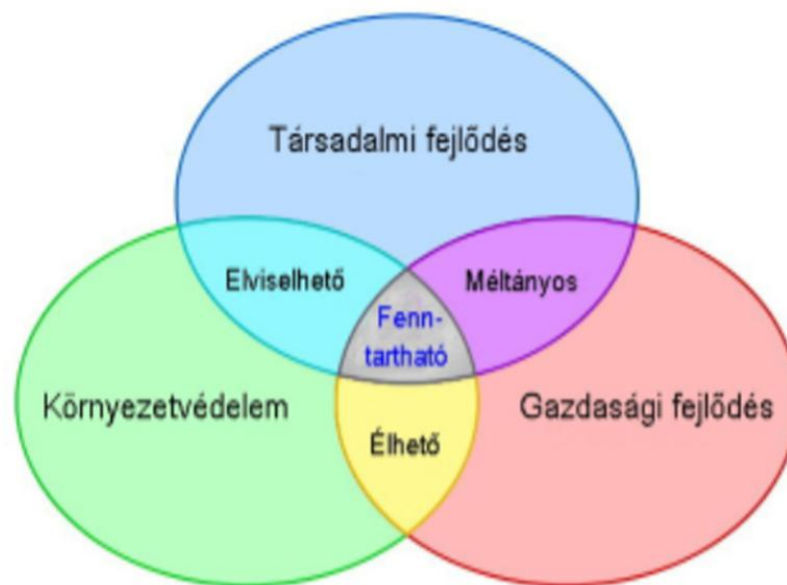 Társadalmi fejlődés
Elviselhető
Méltányos
Fenn-
tartható
Környezetvédelem
Gazdasági fejlődés
Élhető